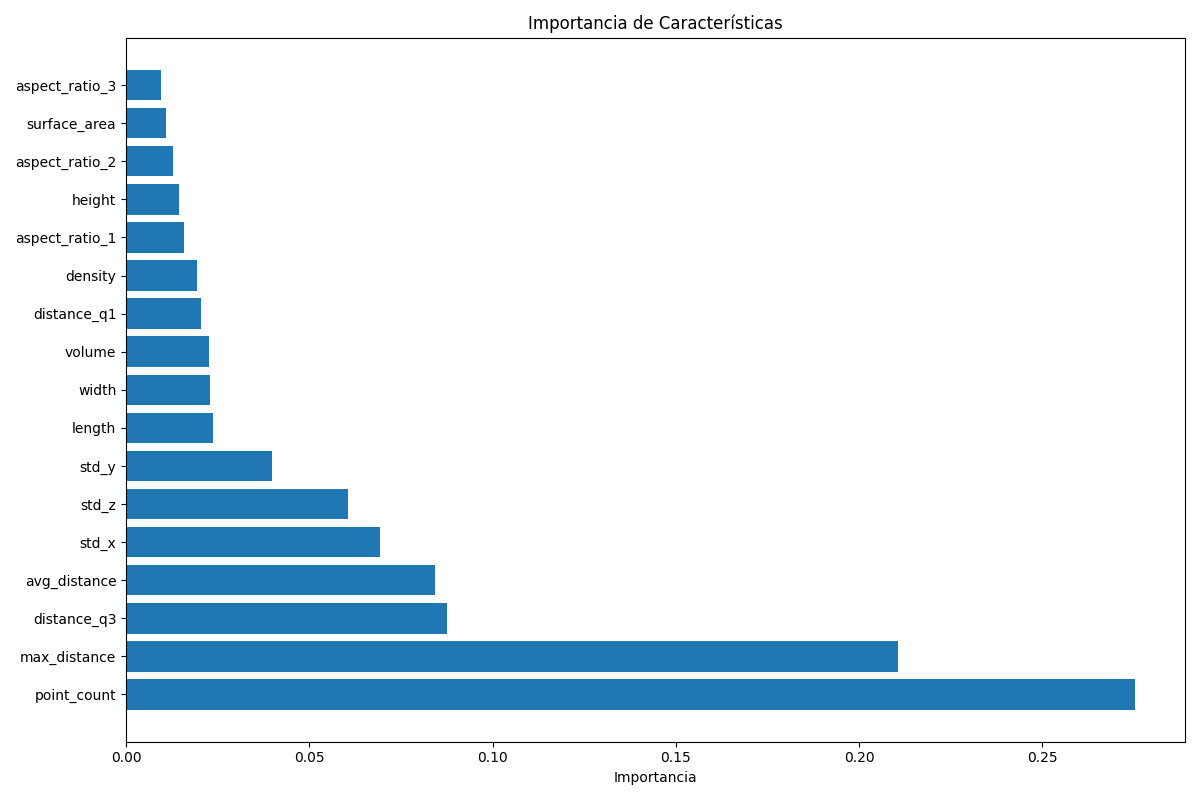 Importancia de Características
aspect_ratio_3
surface_area
aspect_ratio_2
height
aspect_ratio_1
density
distance_q1
volume
width
length
std_y
std_z
std_x
avg_distance
distance_q3
max_distance
point_count
0.00 0.05 0.10 0.15 0.20 0.25
Importancia